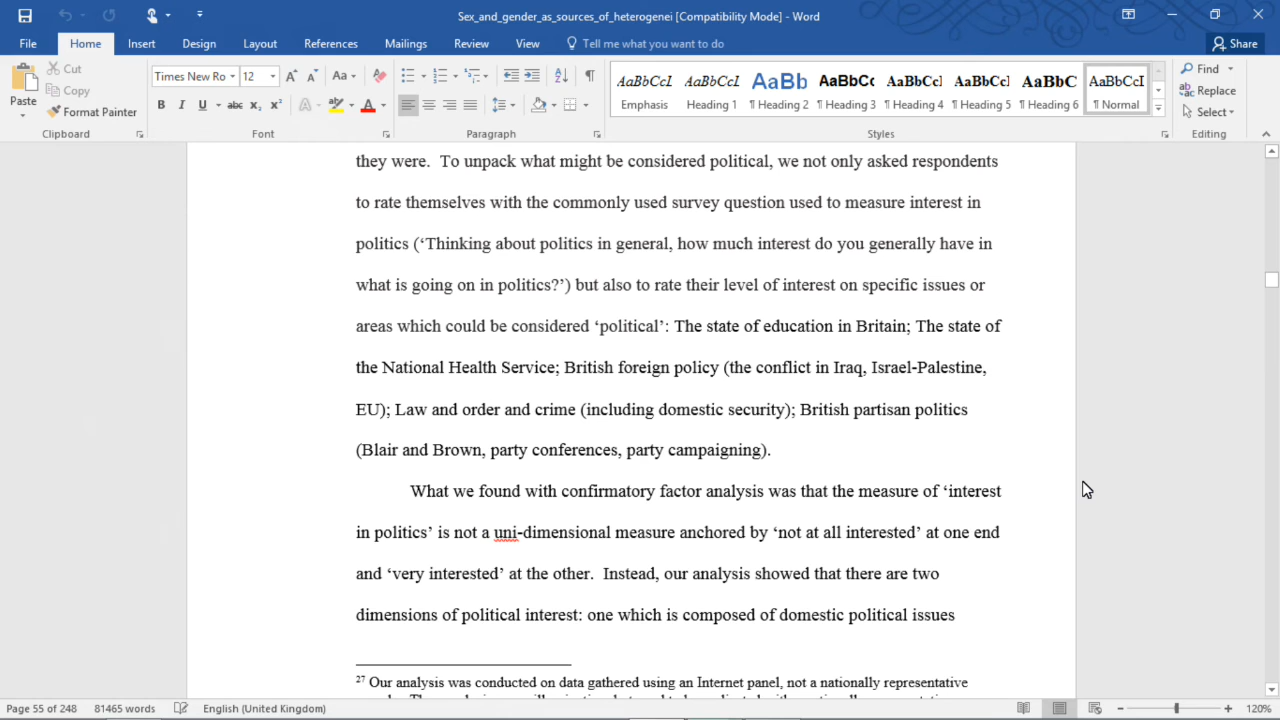 Sex_and_gender_as_sources_of_heterogenei [Compatibility Mode] - Word
File Home Insert Design Layout References Mailings Review View Tell me what you want to do Share
Paste Cut Copy Format Painter
Clipboard
Times New Ro 12
Font
Paragraph
AaBbCcI AaBbCcI AaBb AaBbCc AaBbCcI AaBbCcI AaBbC AaBbCcI
Emphasis Heading 1 ¶ Heading 2 ¶ Heading 3 ¶ Heading 4 ¶ Heading 5 ¶ Heading 6 ¶ Normal
Styles
Find
Replace
Select
Editing
they were. To unpack what might be considered political, we not only asked respondents
to rate themselves with the commonly used survey question used to measure interest in
politics (‘Thinking about politics in general, how much interest do you generally have in
what is going on in politics?’) but also to rate their level of interest on specific issues or
areas which could be considered ‘political’: The state of education in Britain; The state of
the National Health Service; British foreign policy (the conflict in Iraq, Israel-Palestine,
EU); Law and order and crime (including domestic security); British partisan politics
(Blair and Brown, party conferences, party campaigning).
What we found with confirmatory factor analysis was that the measure of ‘interest
in politics’ is not a uni-dimensional measure anchored by ‘not at all interested’ at one end
and ‘very interested’ at the other. Instead, our analysis showed that there are two
dimensions of political interest: one which is composed of domestic political issues
27 Our analysis was conducted on data gathered using an Internet panel, not a nationally representative
Page 55 of 248 81465 words English (United Kingdom) 120%